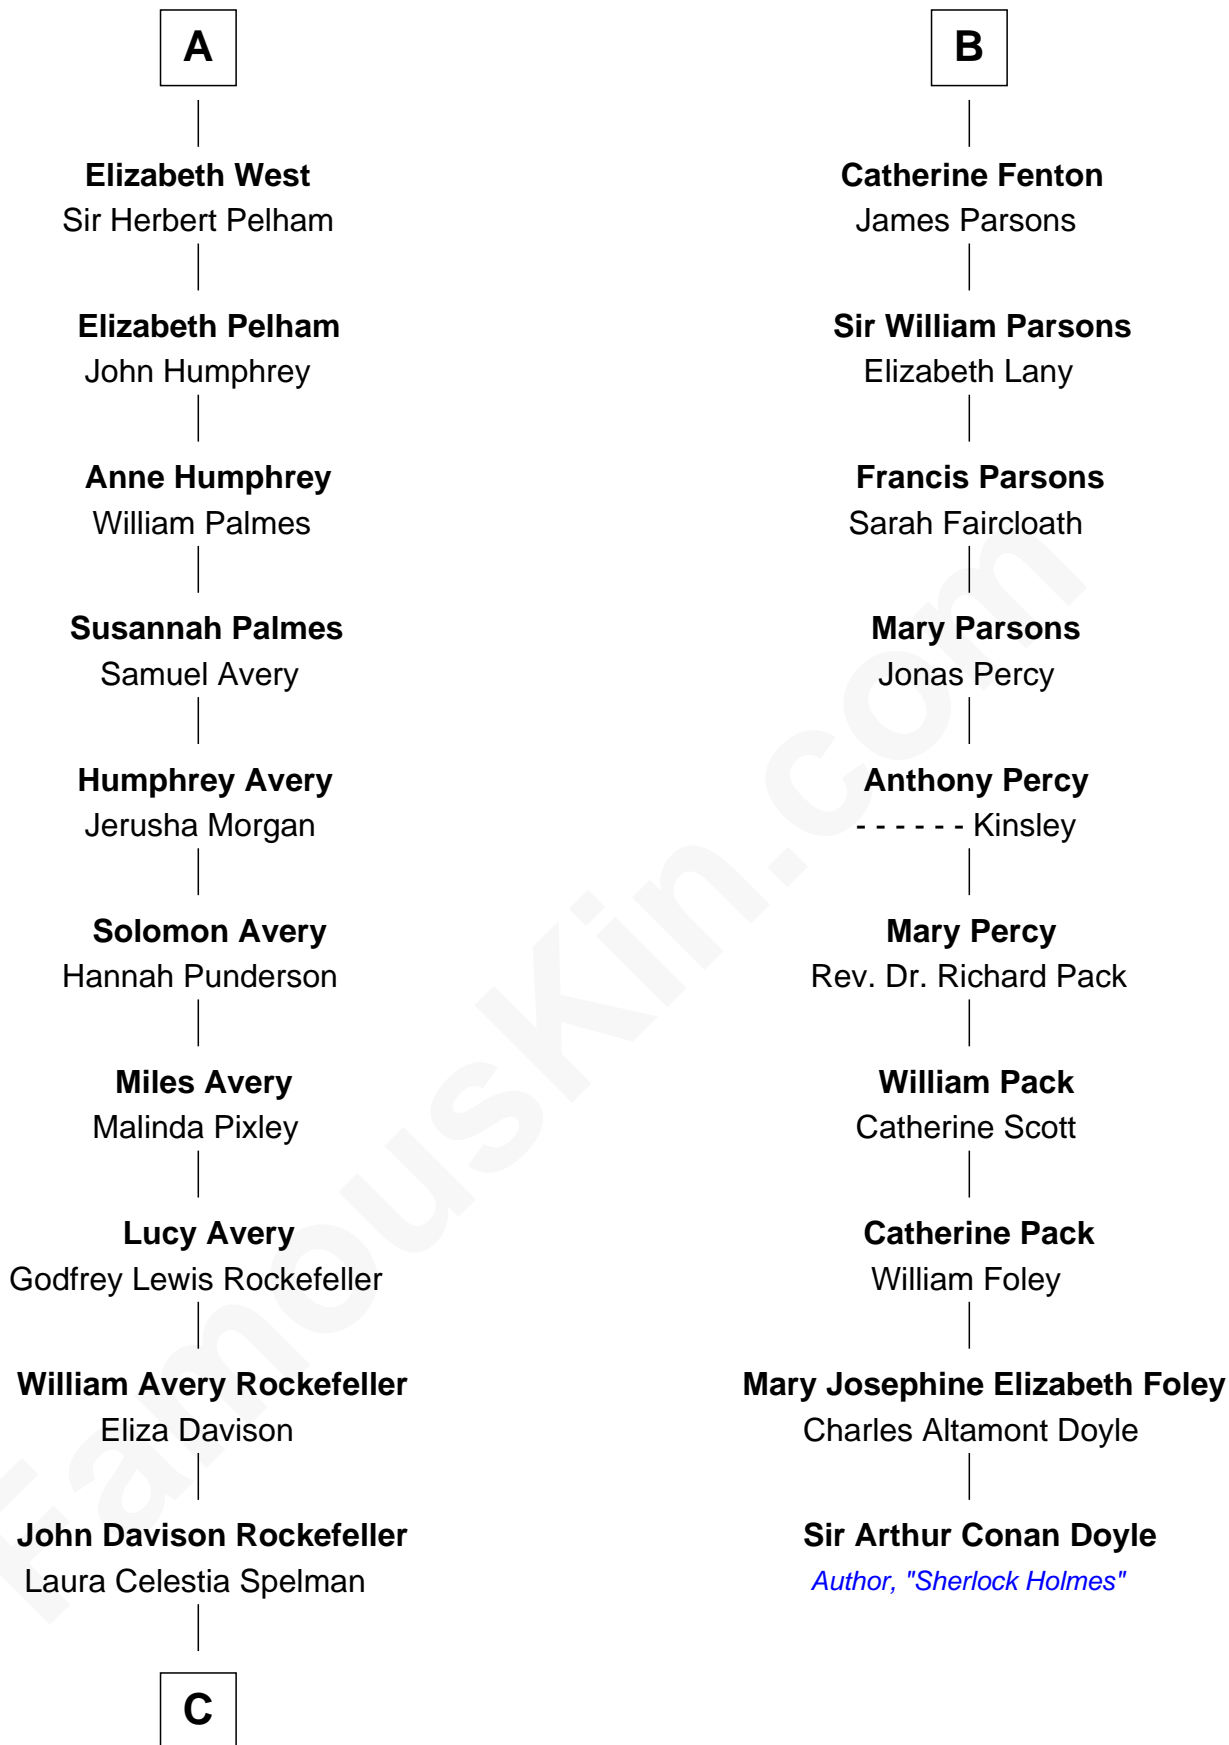 A
Elizabeth West
Sir Herbert Pelham
Elizabeth Pelham
John Humphrey
Anne Humphrey
William Palmes
Susannah Palmes
Samuel Avery
Humphrey Avery
Jerusha Morgan
Solomon Avery
Hannah Punderson
Miles Avery
Malinda Pixley
Lucy Avery
Godfrey Lewis Rockefeller
William Avery Rockefeller
Eliza Davison
John Davison Rockefeller
Laura Celestia Spelman
C
B
Catherine Fenton
James Parsons
Sir William Parsons
Elizabeth Lany
Francis Parsons
Sarah Faircloath
Mary Parsons
Jonas Percy
Anthony Percy
- - - - - - Kinsley
Mary Percy
Rev. Dr. Richard Pack
William Pack
Catherine Scott
Catherine Pack
William Foley
Mary Josephine Elizabeth Foley
Charles Altamont Doyle
Sir Arthur Conan Doyle
Author, "Sherlock Holmes"
FamousKin.com